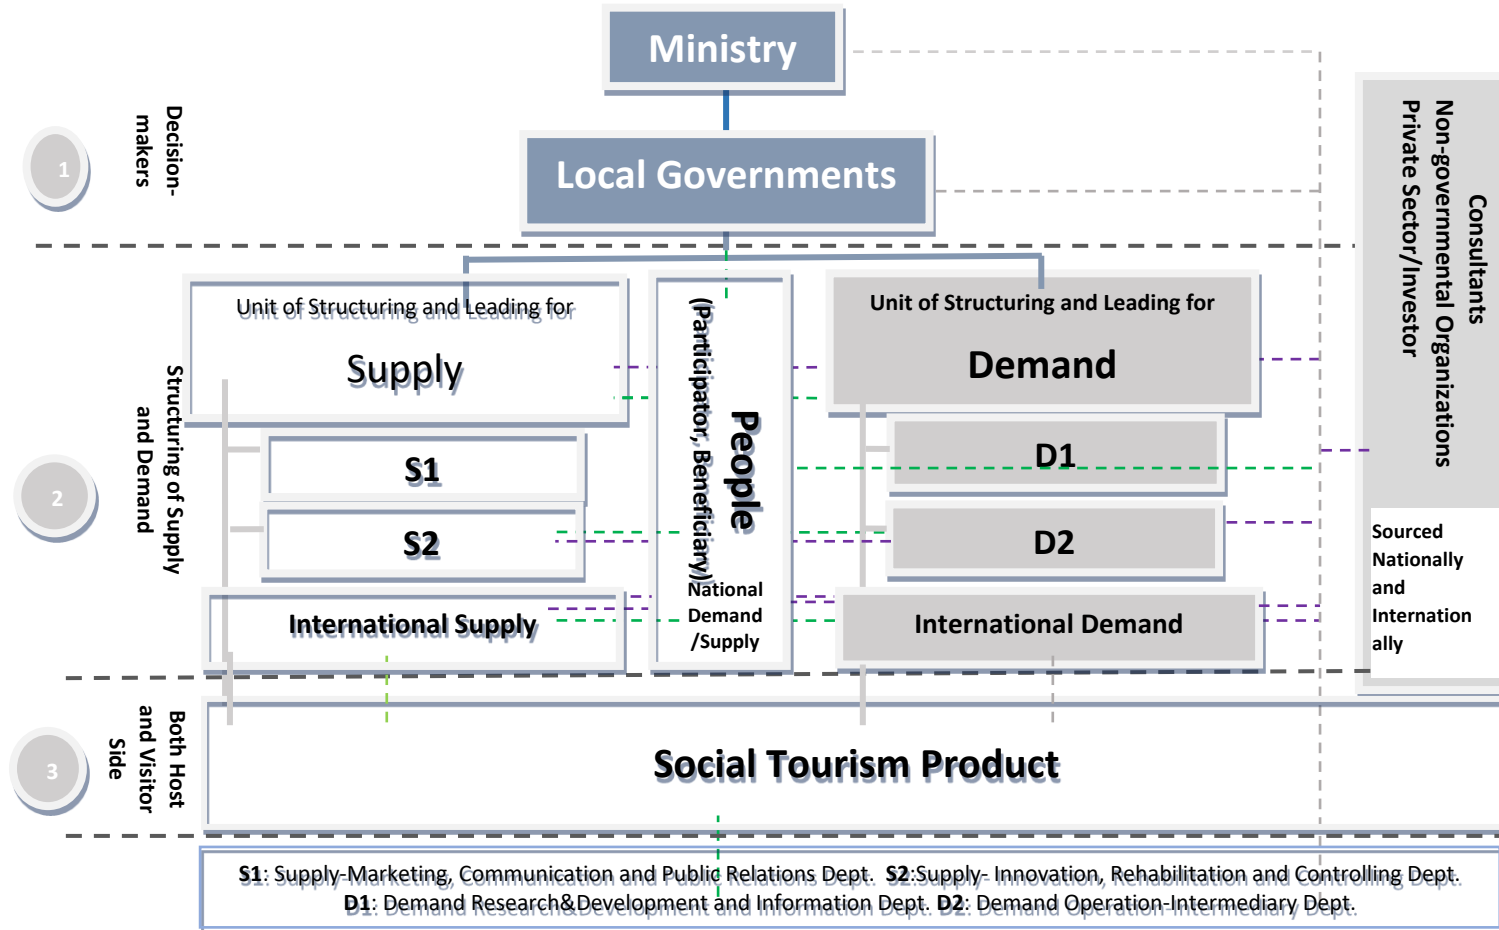 Ministry
Local Governments
1
Decision-
makers
Consultants
Non-governmental Organizations
Private Sector/Investor
Sourced
Nationally
and
Internation
ally
2
Structuring of Supply
and Demand
Unit of Structuring and Leading for
Supply
S1
S2
International Supply
People
(Participator, Beneficiary)
National
Demand
/Supply
Unit of Structuring and Leading for
Demand
D1
D2
International Demand
3
Both Host
and Visitor
Side
Social Tourism Product
S1: Supply-Marketing, Communication and Public Relations Dept. S2:Supply- Innovation, Rehabilitation and Controlling Dept.
D1: Demand Research&Development and Information Dept. D2: Demand Operation-Intermediary Dept.